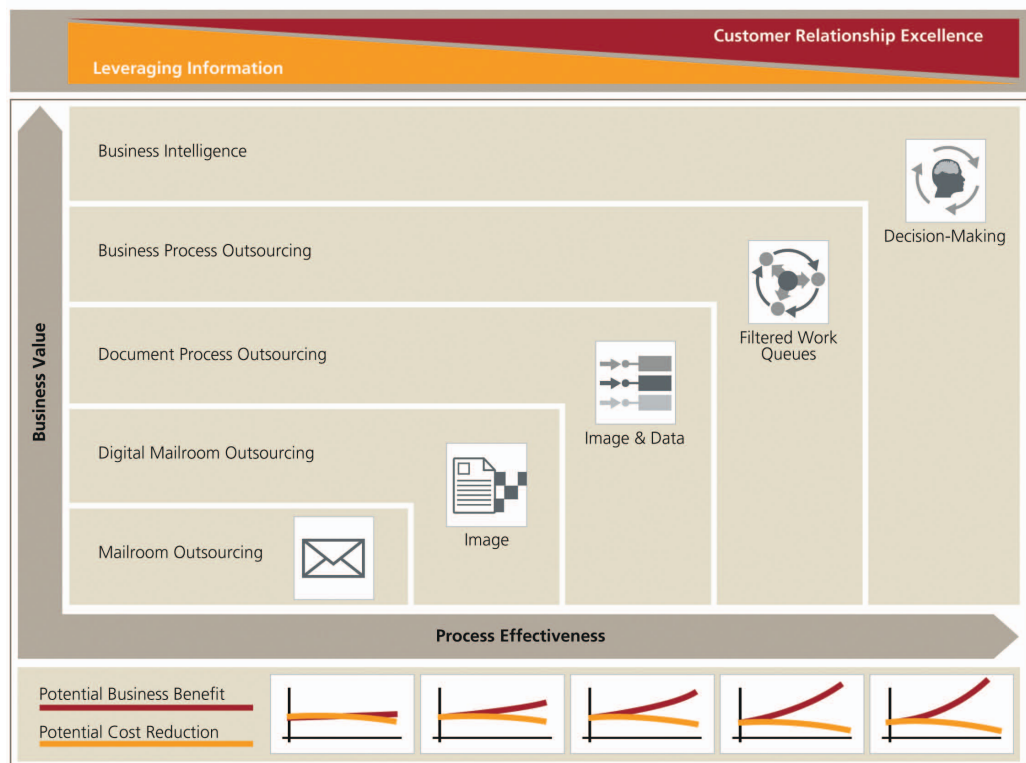 Customer Relationship Excellence
Leveraging Information
Business Intelligence
Decision-Making
Business Process Outsourcing
Filtered Work
Queues
Document Process Outsourcing
Image & Data
Digital Mailroom Outsourcing
Image
Mailroom Outsourcing
Business Value
Process Effectiveness
Potential Business Benefit
Potential Cost Reduction